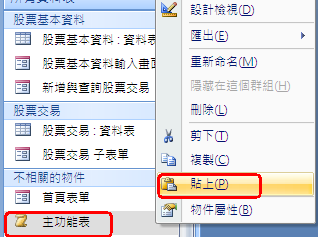 股票基本資料
股票基本資料 : 資料表
股票基本資料輸入畫面
新增與查詢股票交易
股票交易
股票交易 : 資料表
股票交易 子表單
不相關的物件
首頁表單
主功能表
設計檢視(D)
匯出(E)
重新命名(M)
隱藏在這個群組(H)
刪除(L)
剪下(T)
複製(C)
貼上(P)
物件屬性(B)